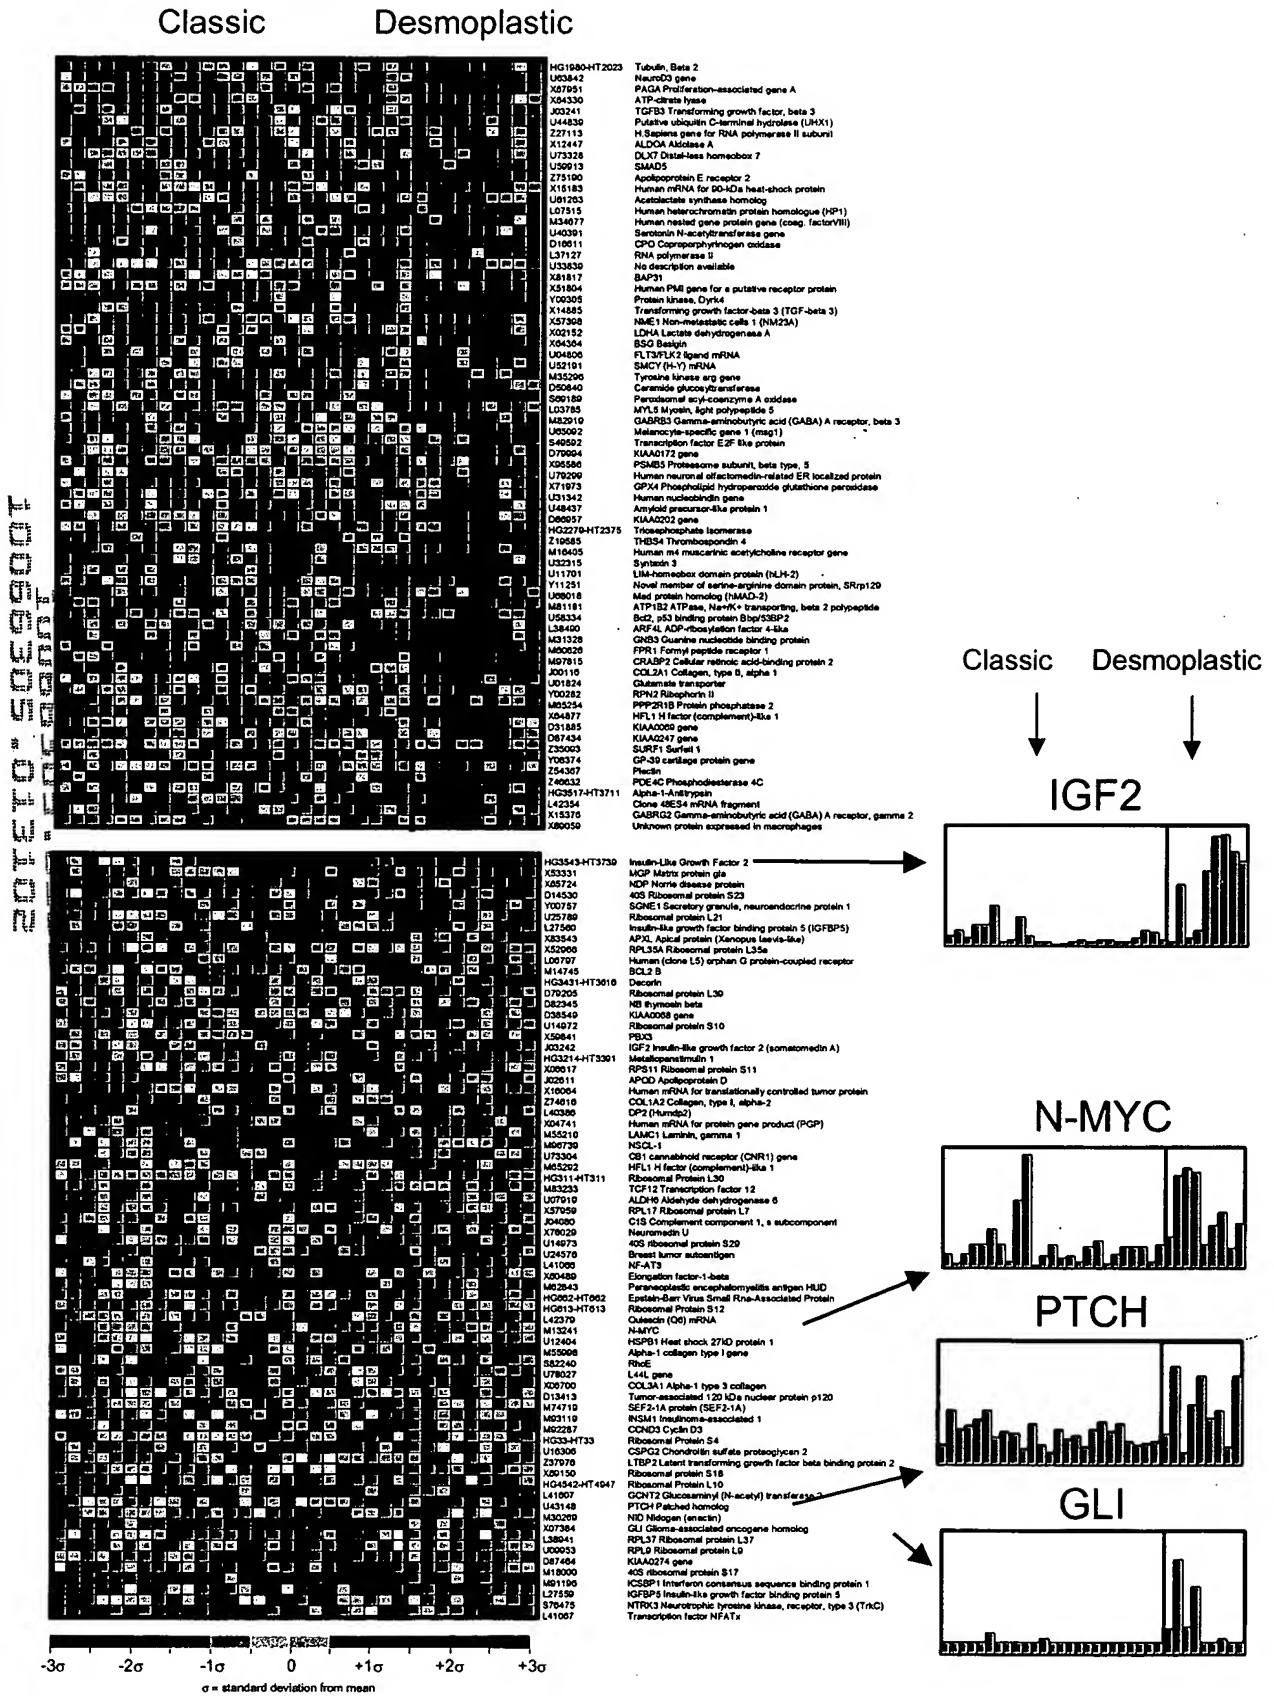 Classic Desmoplastic
HG1980-HT2023 Tubulin, Beta 2
U63842 NeuroD3 gene
X67951 PAGA Proliferation-associated gene A
X64330 ATP-citrate lyase
J03241 TGFB3 Transforming growth factor, beta 3
U44839 Putative ubiquitin C-terminal hydrolase (UHX1)
Z27113 H.Sapiens gene for RNA polymerase II subunit
X12447 ALDOA Aldolase A
U73328 DLX7 Distal-less homeobox 7
U59913 SMAD5
Z75190 Apolipoprotein E receptor 2
X15183 Human mRNA for 90-kDa heat-shock protein
U61263 Acetolactate synthase homolog
L07515 Human heterochromatin protein homologue (HP1)
M34677 Human nested gene protein gene (coag. factorVIII)
U40391 Serotonin N-acetyltransferase gene
D16611 CPO Coproporphyrinogen oxidase
L37127 RNA polymerase II
U33839 No description available
X81817 BAP31
X51804 Human PMI gene for a putative receptor protein
Y09305 Protein kinase, Dyrk4
X14885 Transforming growth factor-beta 3 (TGF-beta 3)
X57398 NME1 Non-metastatic cells 1 (NM23A)
X02152 LDHA Lactate dehydrogenase A
X64364 BSG Basigin
U04806 FLT3/FLK2 ligand mRNA
U52191 SMCY (H-Y) mRNA
M35296 Tyrosine kinase arg gene
D50840 Ceramide glucosyltransferase
S69189 Peroxisomal acyl-coenzyme A oxidase
L03785 MYL5 Myosin, light polypeptide 5
M82919 GABRB3 Gamma-aminobutyric acid (GABA) A receptor, beta 3
U65092 Melanocyte-specific gene 1 (msg1)
S49592 Transcription factor E2F like protein
D79994 KIAA0172 gene
X95586 PSMB5 Proteasome subunit, beta type, 5
U79299 Human neuronal olfactomedin-related ER localized protein
X71973 GPX4 Phospholipid hydroperoxide glutathione peroxidase
U31342 Human nucleobindin gene
U48437 Amyloid precursor-like protein 1
D86957 KIAA0202 gene
HG2279-HT2375 Triosephosphate Isomerase
Z19585 THBS4 Thrombospondin 4
M16405 Human m4 muscarinic acetylcholine receptor gene
U32315 Syntaxin 3
U11701 LIM-homeobox domain protein (hLH-2)
Y11251 Novel member of serine-arginine domain protein, SRrp129
U68018 Mad protein homolog (hMAD-2)
M81181 ATP1B2 ATPase, Na+/K+ transporting, beta 2 polypeptide
U58334 Bcl2, p53 binding protein Bbp/53BP2
L38490 ARF4L ADP-ribosylation factor 4-like
M31328 GNB3 Guanine nucleotide binding protein
M60626 FPR1 Formyl peptide receptor 1
M97815 CRABP2 Cellular retinoic acid-binding protein 2
J00116 COL2A1 Collagen, type II, alpha 1
U01824 Glutamate transporter
Y00282 RPN2 Ribophorin II
M65254 PPP2R1B Protein phosphatase 2
X64877 HFL1 H factor (complement)-like 1
D31885 KIAA0069 gene
D87434 KIAA0247 gene
Z35093 SURF1 Surfeit 1
Y08374 GP-39 cartilage protein gene
Z54367 Plectin
Z46632 PDE4C Phosphodiesterase 4C
HG3517-HT3711 Alpha-1-Antitrypsin
L42354 Clone 48ES4 mRNA fragment
X15376 GABRG2 Gamma-aminobutyric acid (GABA) A receptor, gamma 2
X80059 Unknown protein expressed in macrophages
Classic Desmoplastic
IGF2
HG3543-HT3739 Insulin-Like Growth Factor 2
X53331 MGP Matrix protein gla
X65724 NDP Norrie disease protein
D14530 40S Ribosomal protein S23
Y00757 SGNE1 Secretory granule, neuroendocrine protein 1
U25789 Ribosomal protein L21
L27560 Insulin-like growth factor binding protein 5 (IGFBP5)
X83543 APXL Apical protein (Xenopus laevis-like)
X52966 RPL35A Ribosomal protein L35a
L06797 Human (clone L5) orphan G protein-coupled receptor
M14745 BCL2 B
HG3431-HT3616 Decorin
D79205 Ribosomal protein L39
D82345 NB thymosin beta
D38549 KIAA0068 gene
U14972 Ribosomal protein S10
X59841 PBX3
J03242 IGF2 Insulin-like growth factor 2 (somatomedin A)
HG3214-HT3391 Metallopanstimulin 1
X06617 RPS11 Ribosomal protein S11
J02611 APOD Apolipoprotein D
X16064 Human mRNA for translationally controlled tumor protein
Z74616 COL1A2 Collagen, type I, alpha-2
L40386 DP2 (Humdp2)
X04741 Human mRNA for protein gene product (PGP)
M55210 LAMC1 Laminin, gamma 1
M96739 NSCL-1
U73304 CB1 cannabinoid receptor (CNR1) gene
M65292 HFL1 H factor (complement)-like 1
HG311-HT311 Ribosomal Protein L30
M83233 TCF12 Transcription factor 12
U07919 ALDH6 Aldehyde dehydrogenase 6
X57959 RPL17 Ribosomal protein L7
J04080 C1S Complement component 1, s subcomponent
X76029 Neuromedin U
U14973 40S ribosomal protein S29
U24576 Breast tumor autoantigen
L41066 NF-AT3
X60489 Elongation factor-1-beta
M62843 Paraneoplastic encephalomyelitis antigen HUD
HG662-HT662 Epstein-Barr Virus Small Rna-Associated Protein
HG613-HT613 Ribosomal Protein S12
L42379 Quiescin (Q6) mRNA
M13241 N-MYC
U12404 HSPB1 Heat shock 27kD protein 1
M55998 Alpha-1 collagen type I gene
S82240 RhoE
U78027 L44L gene
X06700 COL3A1 Alpha-1 type 3 collagen
D13413 Tumor-associated 120 kDa nuclear protein p120
M74719 SEF2-1A protein (SEF2-1A)
M93119 INSM1 Insulinoma-associated 1
M92287 CCND3 Cyclin D3
HG33-HT33 Ribosomal Protein S4
U16306 CSPG2 Chondroitin sulfate proteoglycan 2
Z37976 LTBP2 Latent transforming growth factor beta binding protein 2
X69150 Ribosomal protein S18
HG4542-HT4947 Ribosomal Protein L10
L41607 GCNT2 Glucosaminyl (N-acetyl) transferase 2
U43148 PTCH Patched homolog
M30269 NID Nidogen (enactin)
X07384 GLI Glioma-associated oncogene homolog
L38941 RPL37 Ribosomal protein L37
U09953 RPL9 Ribosomal protein L9
D87464 KIAA0274 gene
M18000 40S ribosomal protein S17
M91196 ICSBP1 Interferon consensus sequence binding protein 1
L27559 IGFBP5 Insulin-like growth factor binding protein 5
S76475 NTRK3 Neurotrophic tyrosine kinase, receptor, type 3 (TrkC)
L41067 Transcription factor NFATx
N-MYC
PTCH
GLI
-3σ -2σ -1σ 0 +1σ +2σ +3σ
σ = standard deviation from mean